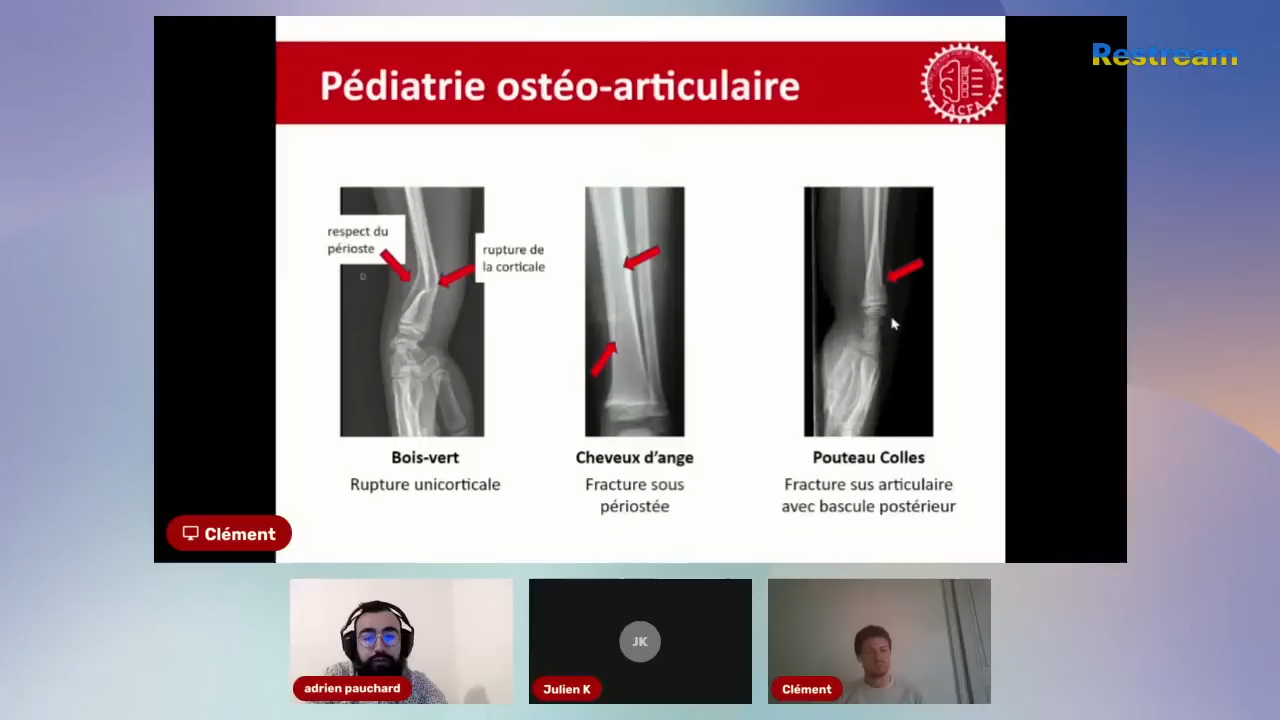 Restream
Pédiatrie ostéo-articulaire
TACFA
respect du
périoste
rupture de
la corticale
D
Bois-vert
Rupture unicorticale
Cheveux d'ange
Fracture sous
périostée
Pouteau Colles
Fracture sus articulaire
avec bascule postérieur
Clément
JK
adrien pauchard
Julien K
Clément